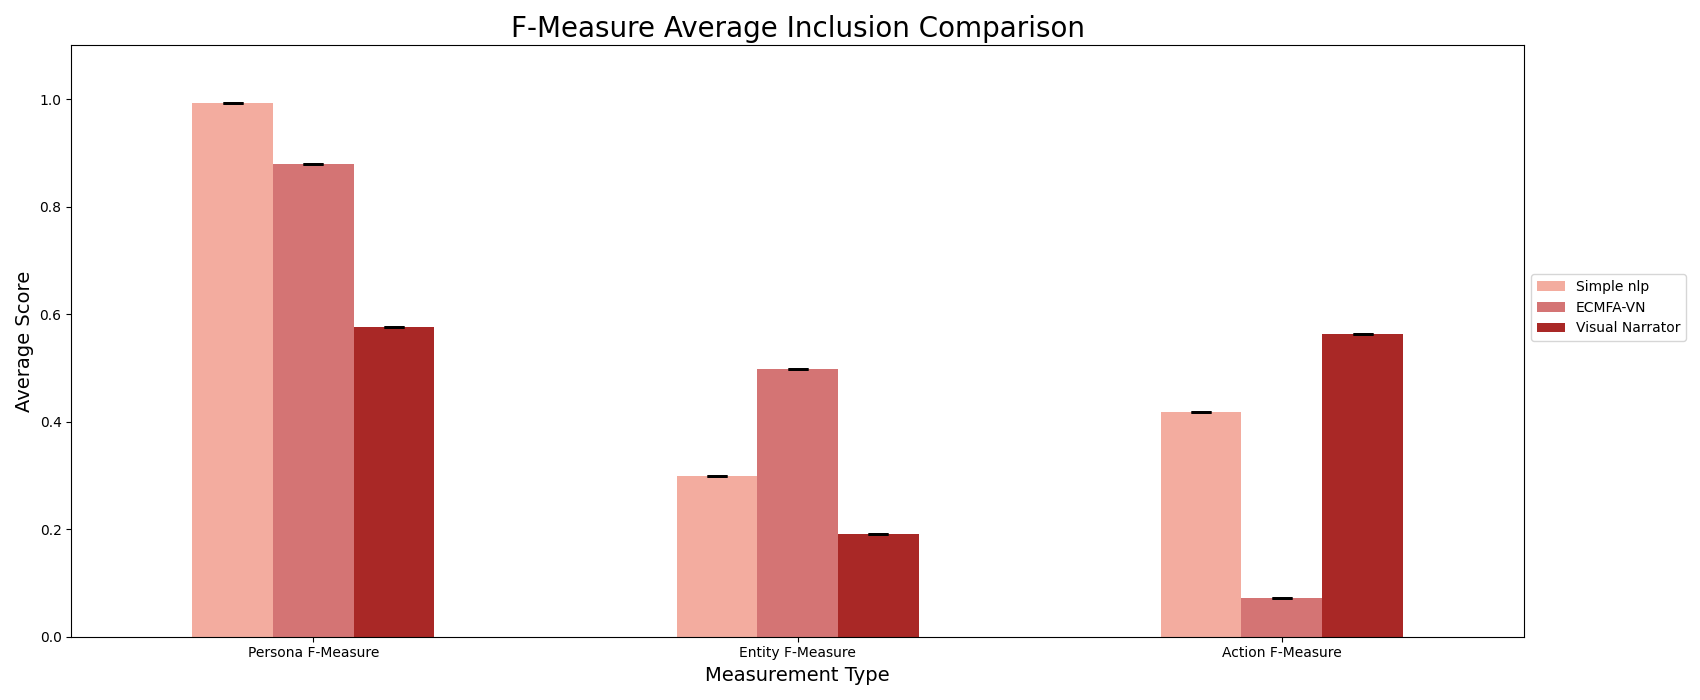 F-Measure Average Inclusion Comparison
Average Score
1.0
0.8
0.6
0.4
0.2
0.0
Persona F-Measure
Entity F-Measure
Action F-Measure
Measurement Type
Simple nlp
ECMFA-VN
Visual Narrator